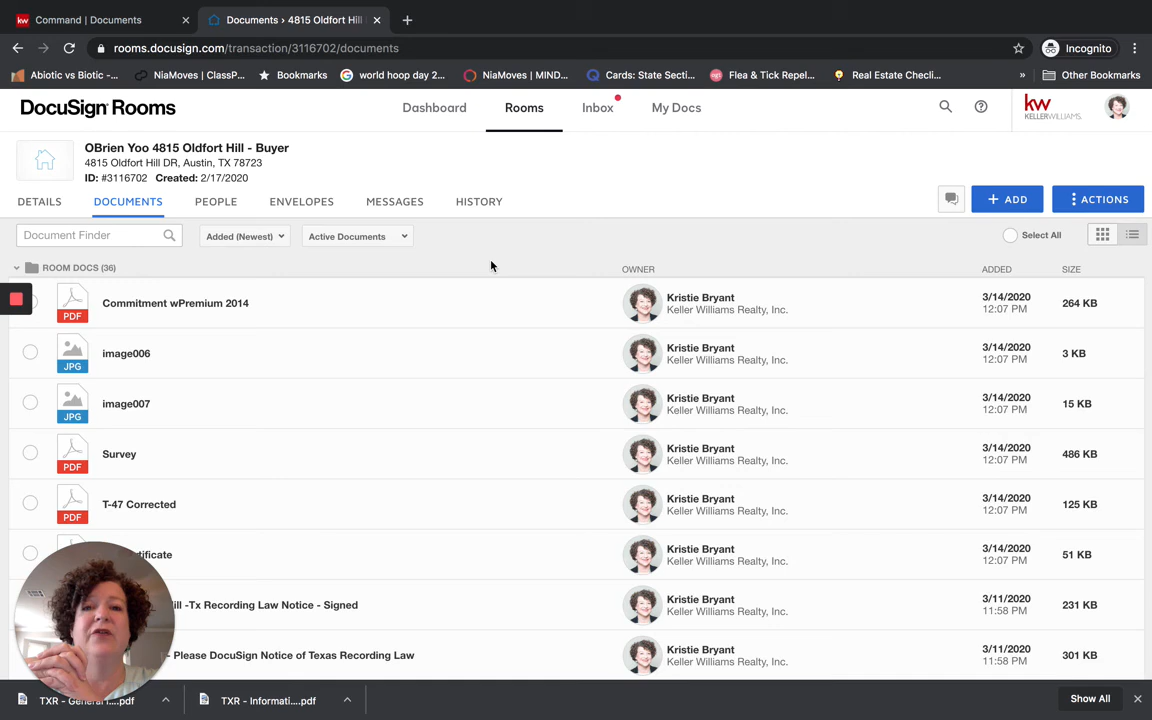 Command | Documents
Documents › 4815 Oldfort Hill
rooms.docusign.com/transaction/3116702/documents
Incognito
Abiotic vs Biotic -...
NiaMoves | ClassP...
Bookmarks
world hoop day 2...
NiaMoves | MIND...
Cards: State Secti...
Flea & Tick Repel...
Real Estate Checli...
»
Other Bookmarks
DocuSign Rooms
Dashboard
Rooms
Inbox
My Docs
kw
KELLERWILLIAMS.
OBrien Yoo 4815 Oldfort Hill - Buyer
4815 Oldfort Hill DR, Austin, TX 78723
ID: #3116702 Created: 2/17/2020
DETAILS
DOCUMENTS
PEOPLE
ENVELOPES
MESSAGES
HISTORY
+ ADD
ACTIONS
Document Finder
Added (Newest)
Active Documents
Select All
ROOM DOCS (36)
OWNER
ADDED
SIZE
PDF
Commitment wPremium 2014
Kristie Bryant
Keller Williams Realty, Inc.
3/14/2020
12:07 PM
264 KB
JPG
image006
Kristie Bryant
Keller Williams Realty, Inc.
3/14/2020
12:07 PM
3 KB
JPG
image007
Kristie Bryant
Keller Williams Realty, Inc.
3/14/2020
12:07 PM
15 KB
PDF
Survey
Kristie Bryant
Keller Williams Realty, Inc.
3/14/2020
12:07 PM
486 KB
PDF
T-47 Corrected
Kristie Bryant
Keller Williams Realty, Inc.
3/14/2020
12:07 PM
125 KB
Kristie Bryant
Keller Williams Realty, Inc.
3/14/2020
12:07 PM
51 KB
-Tx Recording Law Notice - Signed
Kristie Bryant
Keller Williams Realty, Inc.
3/11/2020
11:58 PM
231 KB
- Please DocuSign Notice of Texas Recording Law
Kristie Bryant
Keller Williams Realty, Inc.
3/11/2020
11:58 PM
301 KB
TXR - General I....pdf
TXR - Informati....pdf
Show All